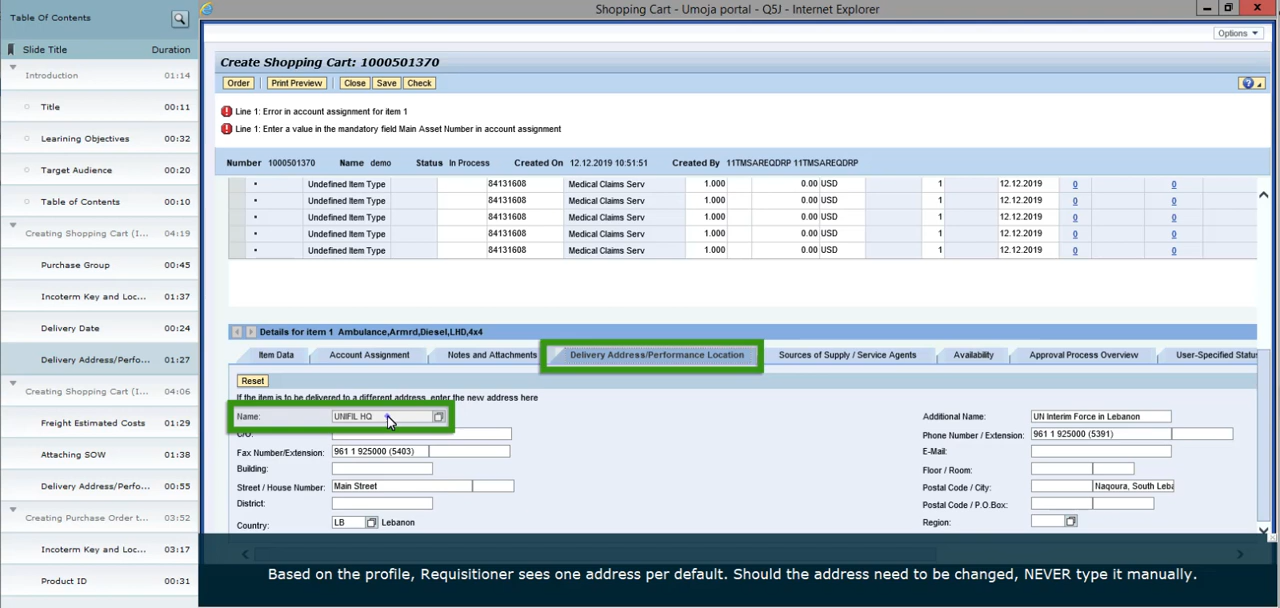 Table Of Contents
Slide Title Duration
Introduction 01:14
Title 00:11
Learining Objectives 00:32
Target Audience 00:20
Table of Contents 00:10
Creating Shopping Cart (I... 04:19
Purchase Group 00:45
Incoterm Key and Loc... 01:37
Delivery Date 00:24
Delivery Address/Perfo... 01:27
Creating Shopping Cart (I... 04:06
Freight Estimated Costs 01:29
Attaching SOW 01:38
Delivery Address/Perfo... 00:55
Creating Purchase Order t... 03:52
Incoterm Key and Loc... 03:17
Product ID 00:31
Shopping Cart - Umoja portal - Q5J - Internet Explorer
Options
Create Shopping Cart: 1000501370
Order Print Preview Close Save Check
Line 1: Error in account assignment for item 1
Line 1: Enter a value in the mandatory field Main Asset Number in account assignment
Number 1000501370 Name demo Status In Process Created On 12.12.2019 10:51:51 Created By 11TMSAREQDRP 11TMSAREQDRP
• Undefined Item Type 84131608 Medical Claims Serv 1.000 0.00 USD 1 12.12.2019 0 0
• Undefined Item Type 84131608 Medical Claims Serv 1.000 0.00 USD 1 12.12.2019 0 0
• Undefined Item Type 84131608 Medical Claims Serv 1.000 0.00 USD 1 12.12.2019 0 0
• Undefined Item Type 84131608 Medical Claims Serv 1.000 0.00 USD 1 12.12.2019 0 0
• Undefined Item Type 84131608 Medical Claims Serv 1.000 0.00 USD 1 12.12.2019 0 0
Details for item 1 Ambulance,Armrd,Diesel,LHD,4x4
Item Data Account Assignment Notes and Attachments Delivery Address/Performance Location Sources of Supply / Service Agents Availability Approval Process Overview User-Specified Status
Reset
If the item is to be delivered to a different address, enter the new address here
Name: UNIFIL HQ Additional Name: UN Interim Force in Lebanon
C/O: Phone Number / Extension: 961 1 925000 (5391)
Fax Number/Extension: 961 1 925000 (5403) E-Mail:
Building: Floor / Room:
Street / House Number: Main Street Postal Code / City: Naqoura, South Leba
District: Postal Code / P.O.Box:
Country: LB Lebanon Region:
Based on the profile, Requisitioner sees one address per default. Should the address need to be changed, NEVER type it manually.